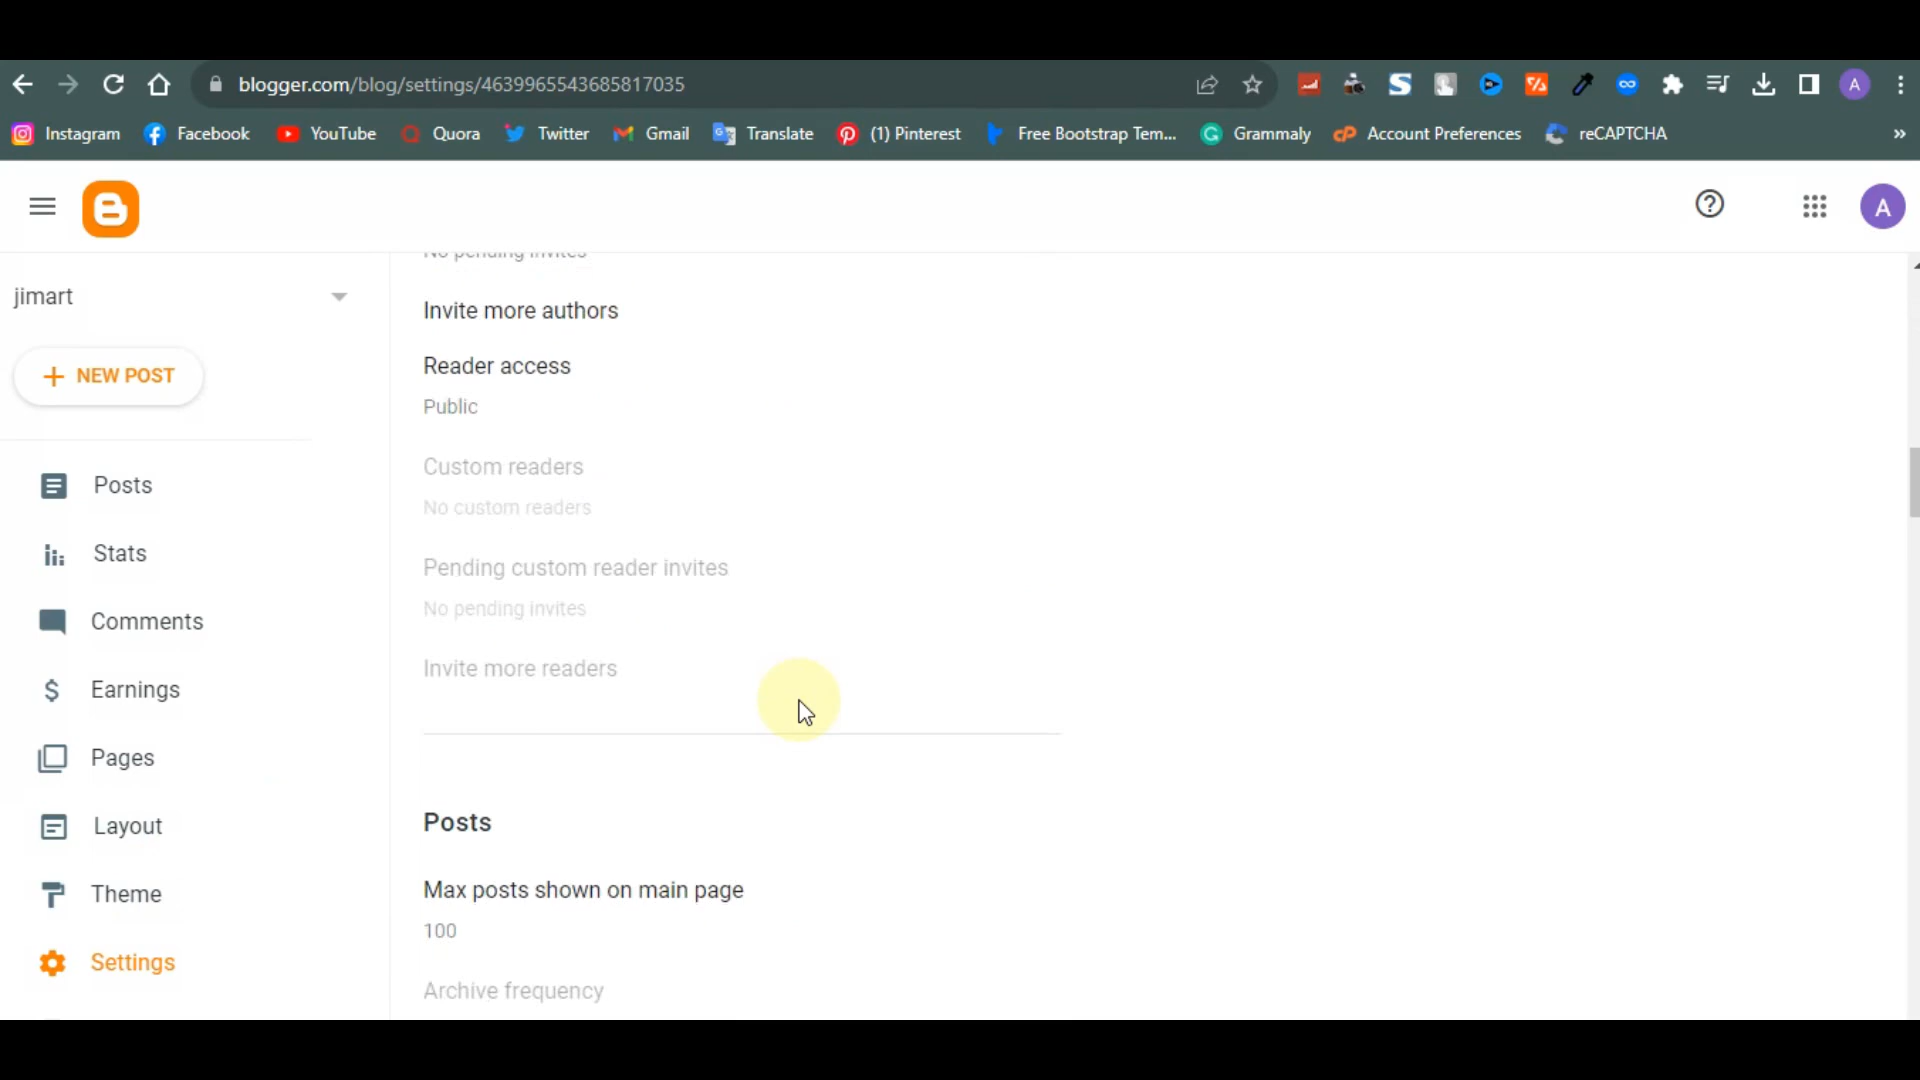 blogger.com/blog/settings/4639965543685817035
A
Instagram
Facebook
YouTube
Quora
Twitter
Gmail
Translate
(1) Pinterest
Free Bootstrap Tem...
Grammaly
Account Preferences
reCAPTCHA
»
A
jimart
NEW POST
Posts
Stats
Comments
Earnings
Pages
Layout
Theme
Settings
No pending invites
Invite more authors
Reader access
Public
Custom readers
No custom readers
Pending custom reader invites
No pending invites
Invite more readers
Posts
Max posts shown on main page
100
Archive frequency